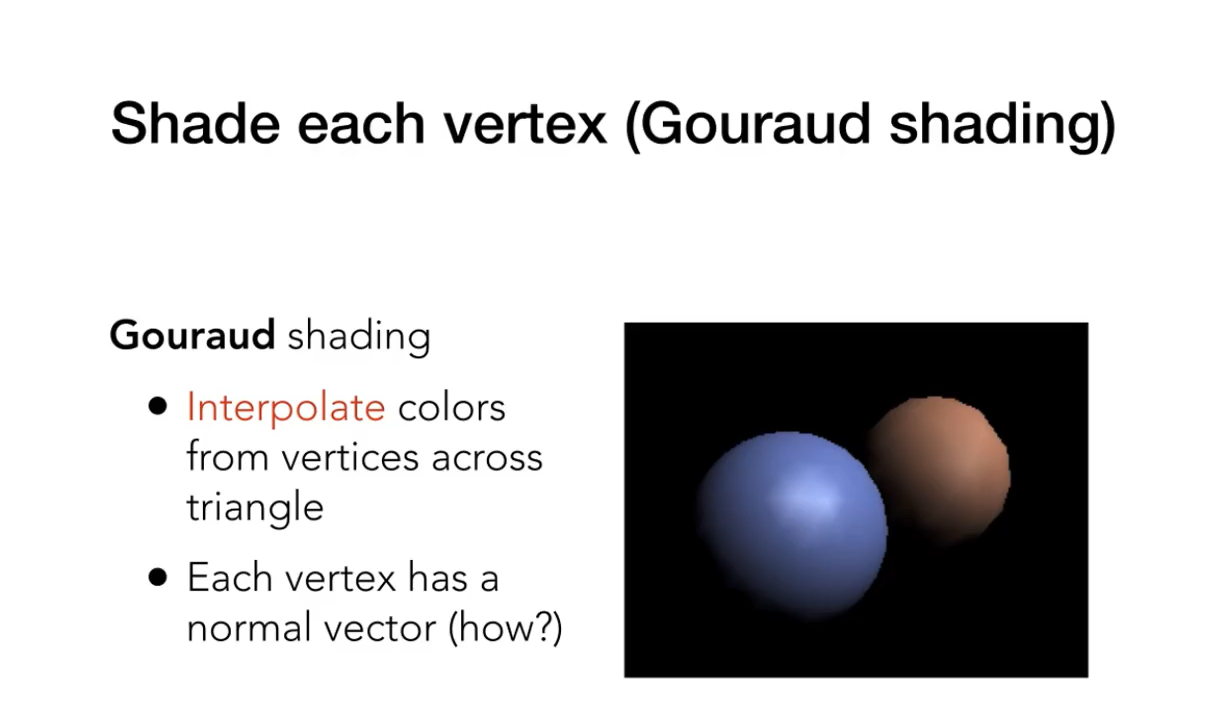 Shade each vertex (Gouraud shading)
Gouraud shading
● Interpolate colors
from vertices across
triangle
● Each vertex has a
normal vector (how?)